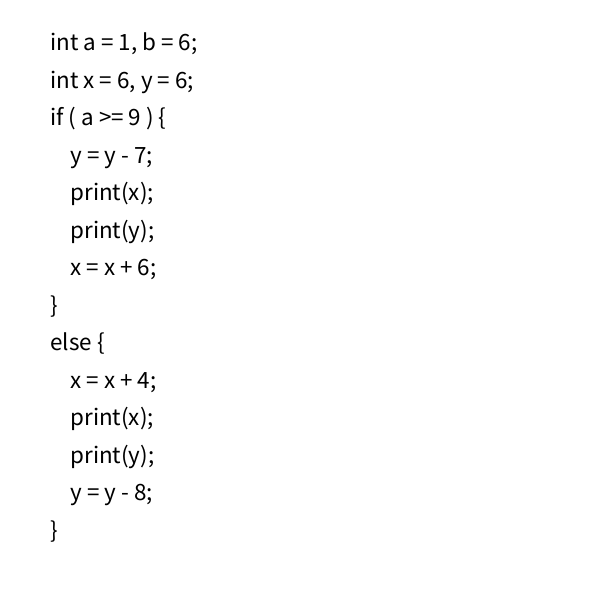 int a = 1, b = 6;
int x = 6, y = 6;
if ( a >= 9 ) {
    y = y - 7;
    print(x);
    print(y);
    x = x + 6;
}
else {
    x = x + 4;
    print(x);
    print(y);
    y = y - 8;
}